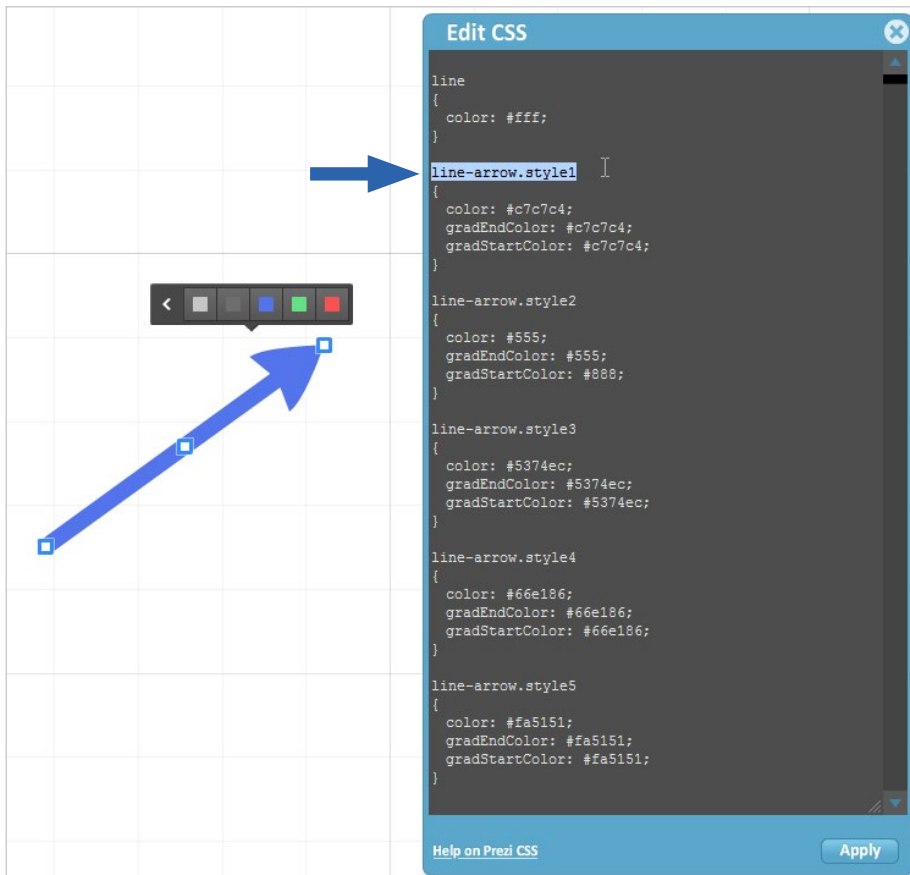 Edit CSS
line
{
color: #fff;
}
line-arrow.style1
{
color: #c7c7c4;
gradEndColor: #c7c7c4;
gradStartColor: #c7c7c4;
}
line-arrow.style2
{
color: #555;
gradEndColor: #555;
gradStartColor: #888;
}
line-arrow.style3
{
color: #5374ec;
gradEndColor: #5374ec;
gradStartColor: #5374ec;
}
line-arrow.style4
{
color: #66e186;
gradEndColor: #66e186;
gradStartColor: #66e186;
}
line-arrow.style5
{
color: #fa5151;
gradEndColor: #fa5151;
gradStartColor: #fa5151;
}
Help on Prezi CSS
Apply